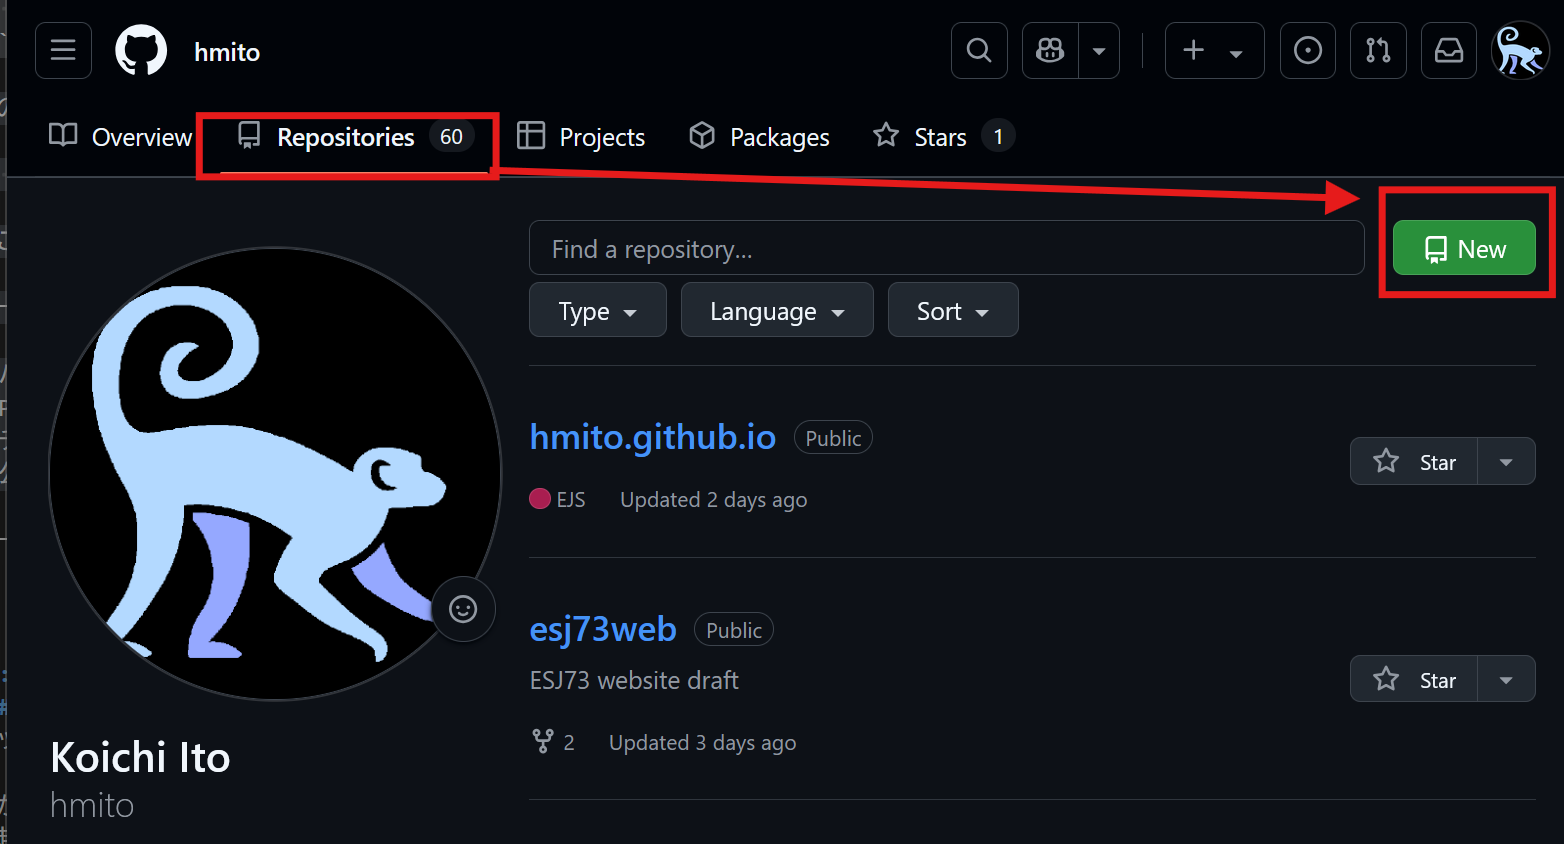 hmito
Overview Repositories 60 Projects Packages Stars 1
Find a repository...
New
Type Language Sort
hmito.github.io Public
Star
EJS Updated 2 days ago
esj73web Public
ESJ73 website draft
Star
2 Updated 3 days ago
Koichi Ito
hmito